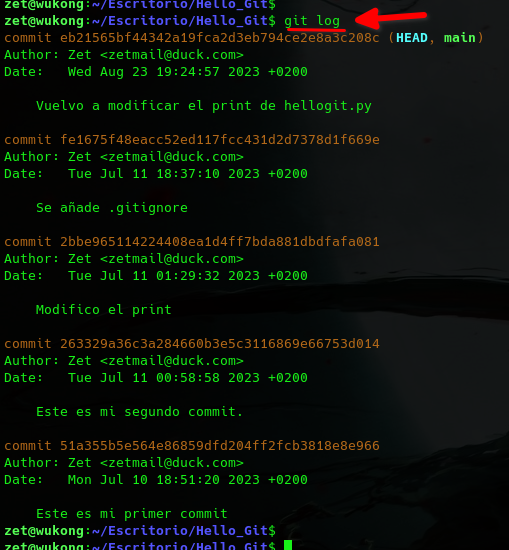 zet@wukong:~/Escritorio/Hello_Git$
zet@wukong:~/Escritorio/Hello_Git$ git log
commit eb21565bf44342a19fca2d3eb794ce2e8a3c208c (HEAD, main)
Author: Zet <zetmail@duck.com>
Date:   Wed Aug 23 19:24:57 2023 +0200
Vuelvo a modificar el print de hellogit.py
commit fe1675f48eacc52ed117fcc431d2d7378d1f669e
Author: Zet <zetmail@duck.com>
Date:   Tue Jul 11 18:37:10 2023 +0200
Se añade .gitignore
commit 2bbe965114224408ea1d4ff7bda881dbdfafa081
Author: Zet <zetmail@duck.com>
Date:   Tue Jul 11 01:29:32 2023 +0200
Modifico el print
commit 263329a36c3a284660b3e5c3116869e66753d014
Author: Zet <zetmail@duck.com>
Date:   Tue Jul 11 00:58:58 2023 +0200
Este es mi segundo commit.
commit 51a355b5e564e86859dfd204ff2fcb3818e8e966
Author: Zet <zetmail@duck.com>
Date:   Mon Jul 10 18:51:20 2023 +0200
Este es mi primer commit
zet@wukong:~/Escritorio/Hello_Git$
zet@wukong:~/Escritorio/Hello_Git$